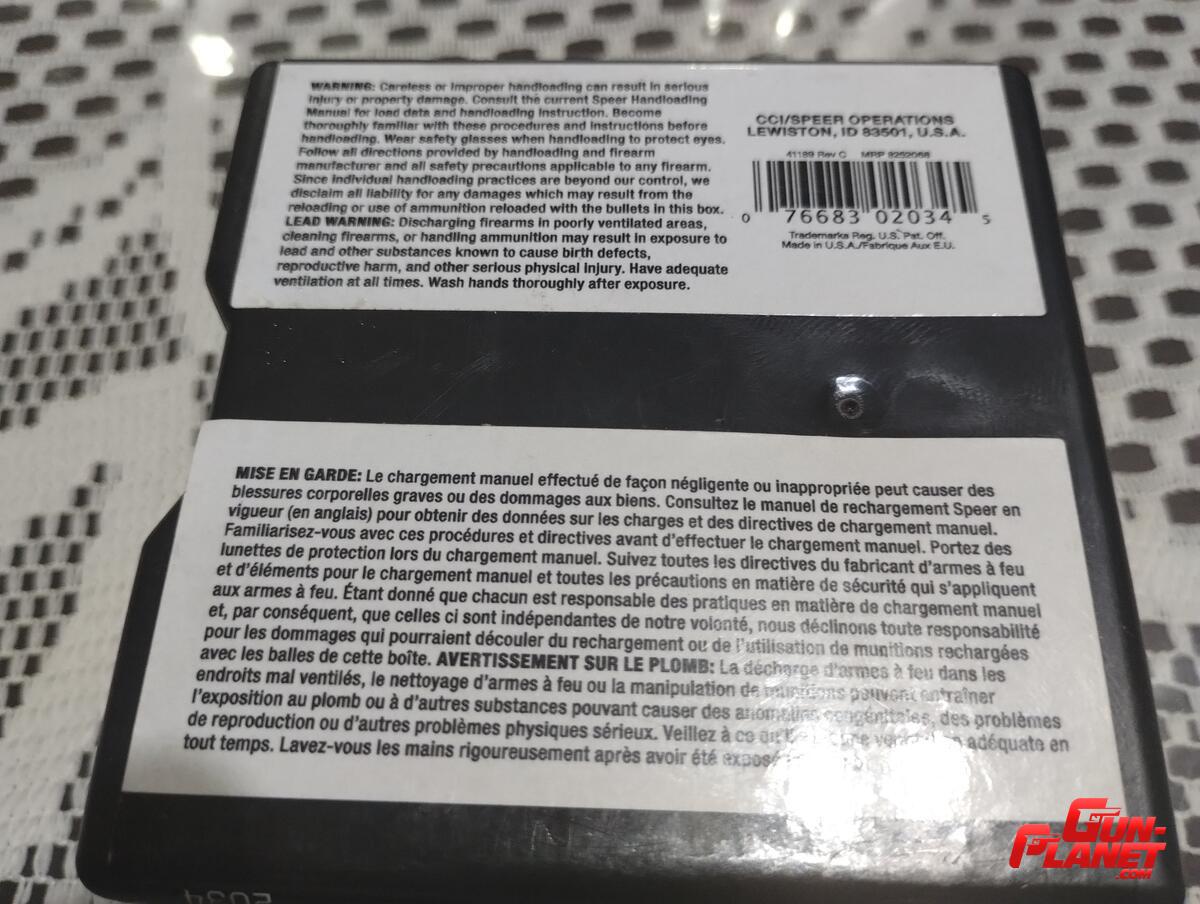 WARNING: Careless or improper handloading can result in serious
injury or property damage. Consult the current Speer Handloading
Manual for load data and handloading instruction. Become
thoroughly familiar with these procedures and instructions before
handloading. Wear safety glasses when handloading to protect eyes.
Follow all directions provided by handloading and firearm
manufacturer and all safety precautions applicable to any firearm.
Since individual handloading practices are beyond our control, we
disclaim all liability for any damages which may result from the
reloading or use of ammunition reloaded with the bullets in this box.
LEAD WARNING: Discharging firearms in poorly ventilated areas,
cleaning firearms, or handling ammunition may result in exposure to
lead and other substances known to cause birth defects,
reproductive harm, and other serious physical injury. Have adequate
ventilation at all times. Wash hands thoroughly after exposure.
CCI/SPEER OPERATIONS
LEWISTON, ID 83501, U.S.A.
41189 Rev C MRP
0 76683 02034 5
Trademarks Reg. U.S. Pat. Off.
Made in U.S.A./Fabrique Aux E.U.
MISE EN GARDE: Le chargement manuel effectué de façon négligente ou inappropriée peut causer des
blessures corporelles graves ou des dommages aux biens. Consultez le manuel de rechargement Speer en
vigueur (en anglais) pour obtenir des données sur les charges et des directives de chargement manuel.
Familiarisez-vous avec ces procédures et directives avant d'effectuer le chargement manuel. Portez des
lunettes de protection lors du chargement manuel. Suivez toutes les directives du fabricant d'armes à feu
et d'éléments pour le chargement manuel et toutes les précautions en matière de sécurité qui s'appliquent
aux armes à feu. Étant donné que chacun est responsable des pratiques en matière de chargement manuel
et, par conséquent, que celles ci sont indépendantes de notre volonté, nous déclinons toute responsabilité
pour les dommages qui pourraient découler du rechargement ou de l'utilisation de munitions rechargées
avec les balles de cette boîte. AVERTISSEMENT SUR LE PLOMB: La décharge d'armes à feu dans les
endroits mal ventilés, le nettoyage d'armes à feu ou la manipulation de munitions peuvent entraîner
l'exposition au plomb ou à d'autres substances pouvant causer des anomalies congénitales, des problèmes
de reproduction ou d'autres problèmes physiques sérieux. Veillez à ce adéquate en
tout temps. Lavez-vous les mains rigoureusement après avoir été
GUN-
PLANET
.COM